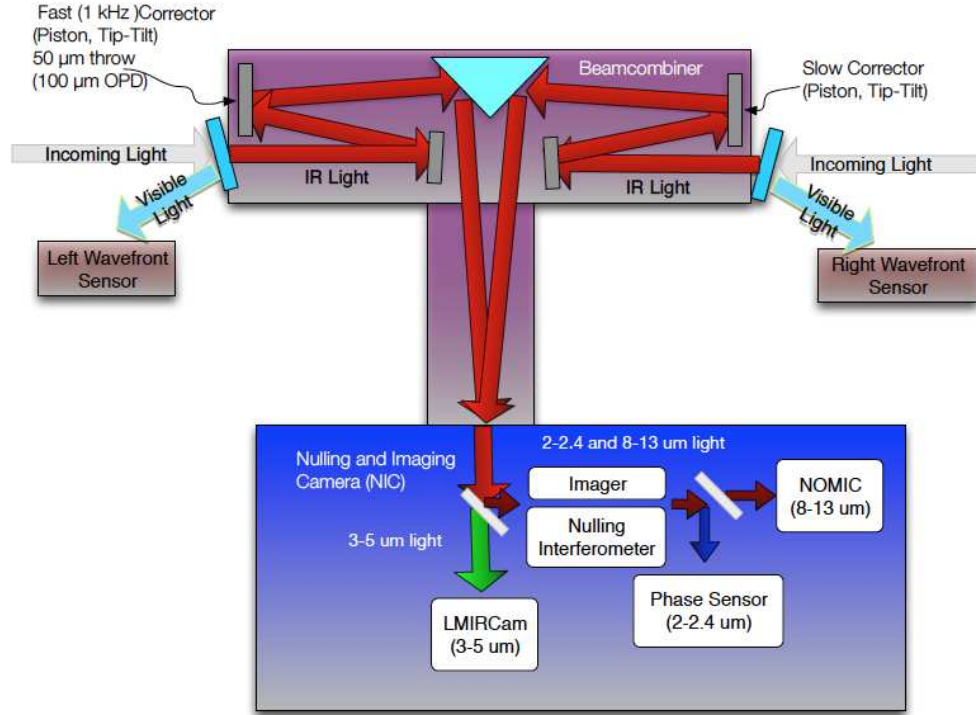 Fast (1 kHz )Corrector
(Piston, Tip-Tilt)
50 µm throw
(100 µm OPD)
Beamcombiner
Slow Corrector
(Piston, Tip-Tilt)
Incoming Light
IR Light
IR Light
Incoming Light
Visible
Light
Visible
Light
Left Wavefront
Sensor
Right Wavefront
Sensor
2-2.4 and 8-13 um light
Nulling and Imaging
Camera (NIC)
Imager
NOMIC
(8-13 um)
Nulling
Interferometer
3-5 um light
LMIRCam
(3-5 um)
Phase Sensor
(2-2.4 um)